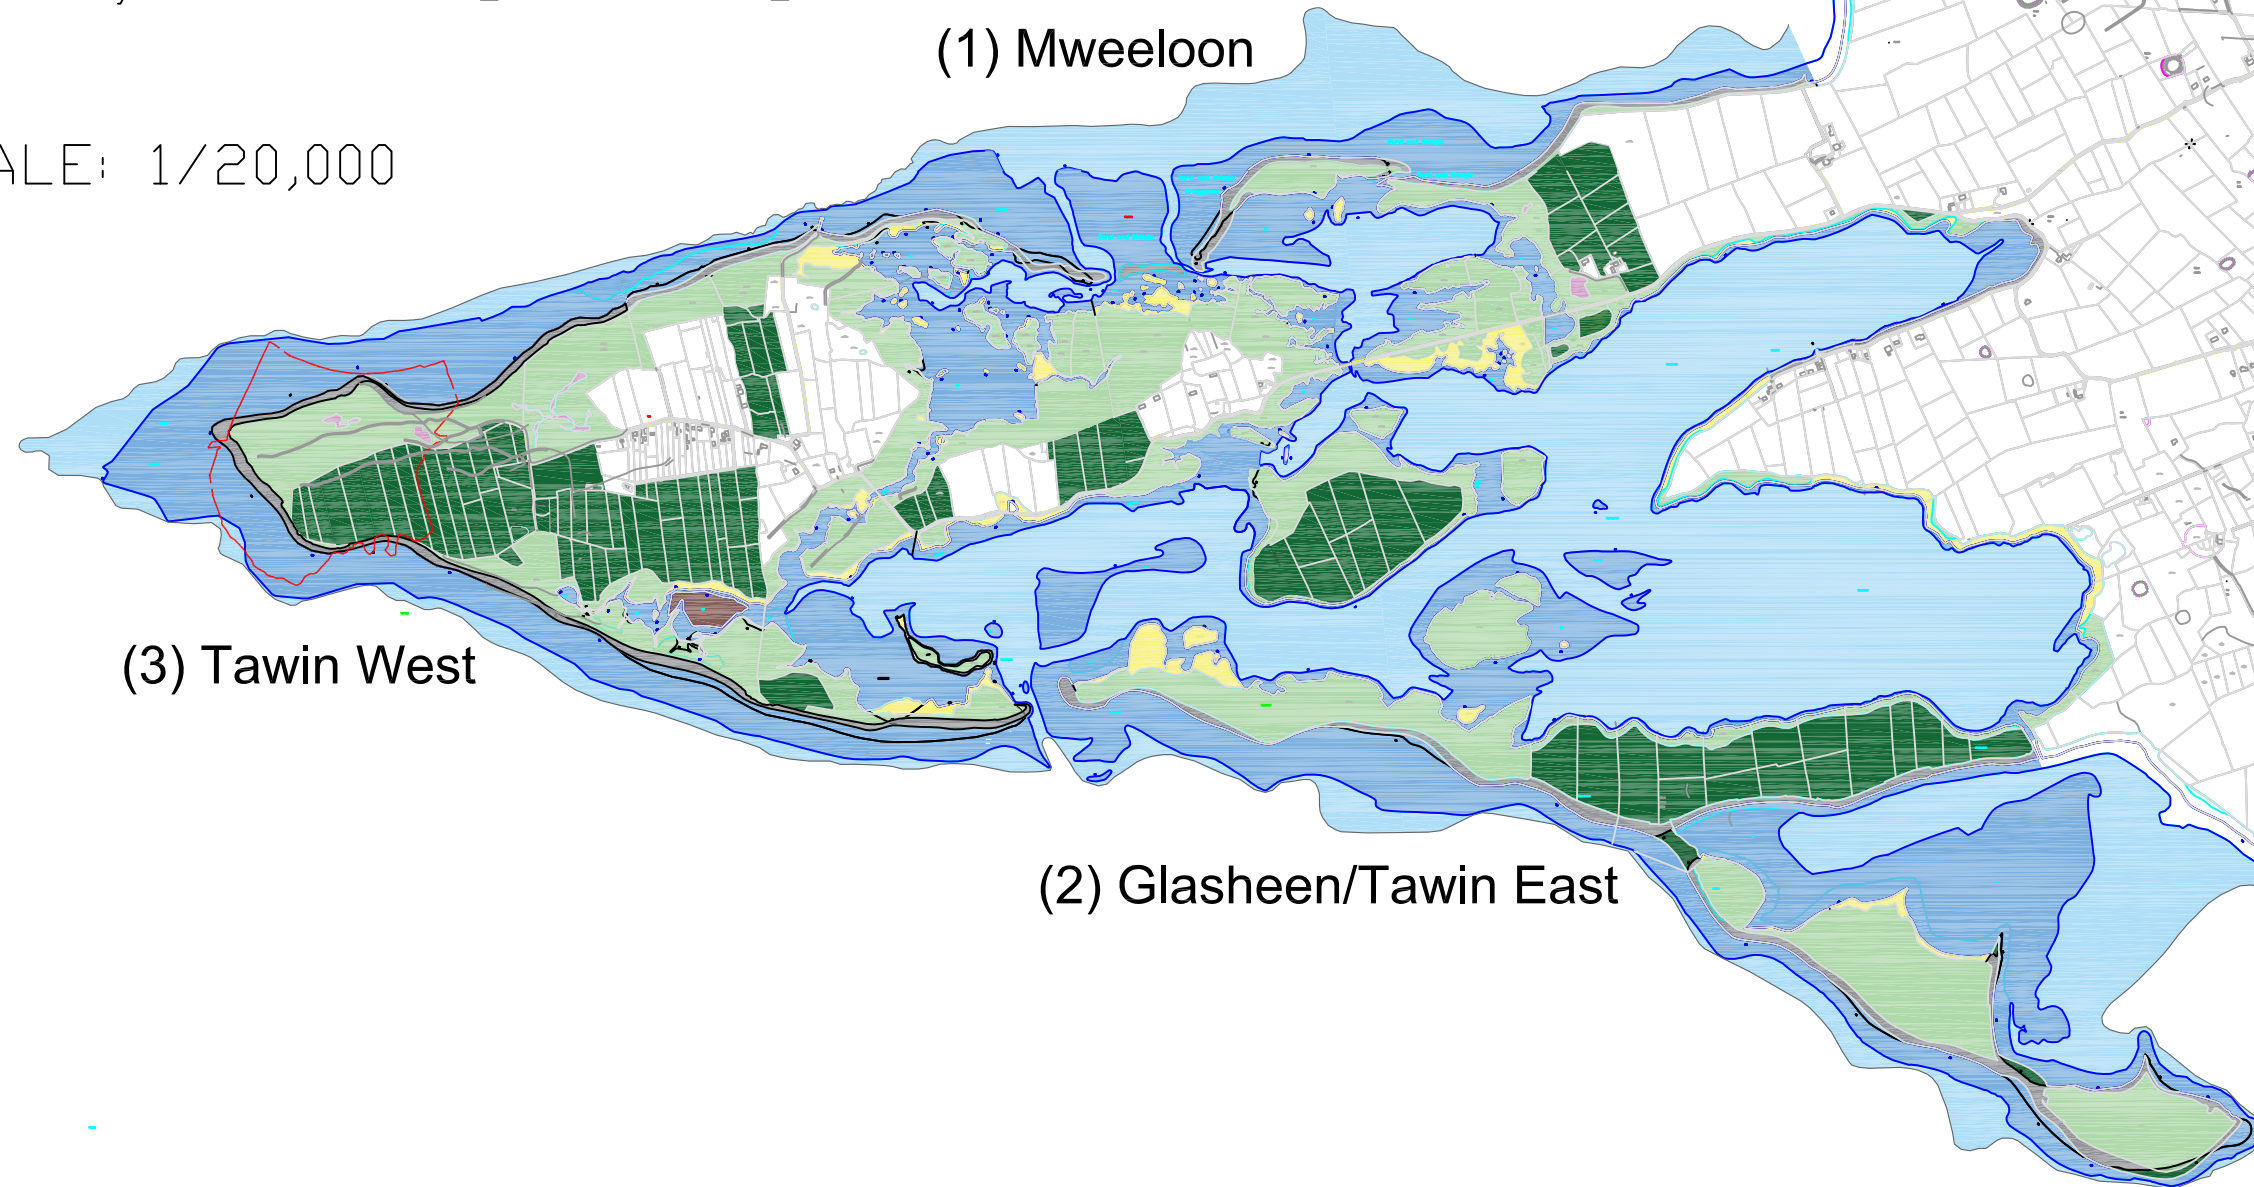 (1) Mweeloon
ALE: 1/20,000
(3) Tawin West
(2) Glasheen/Tawin East